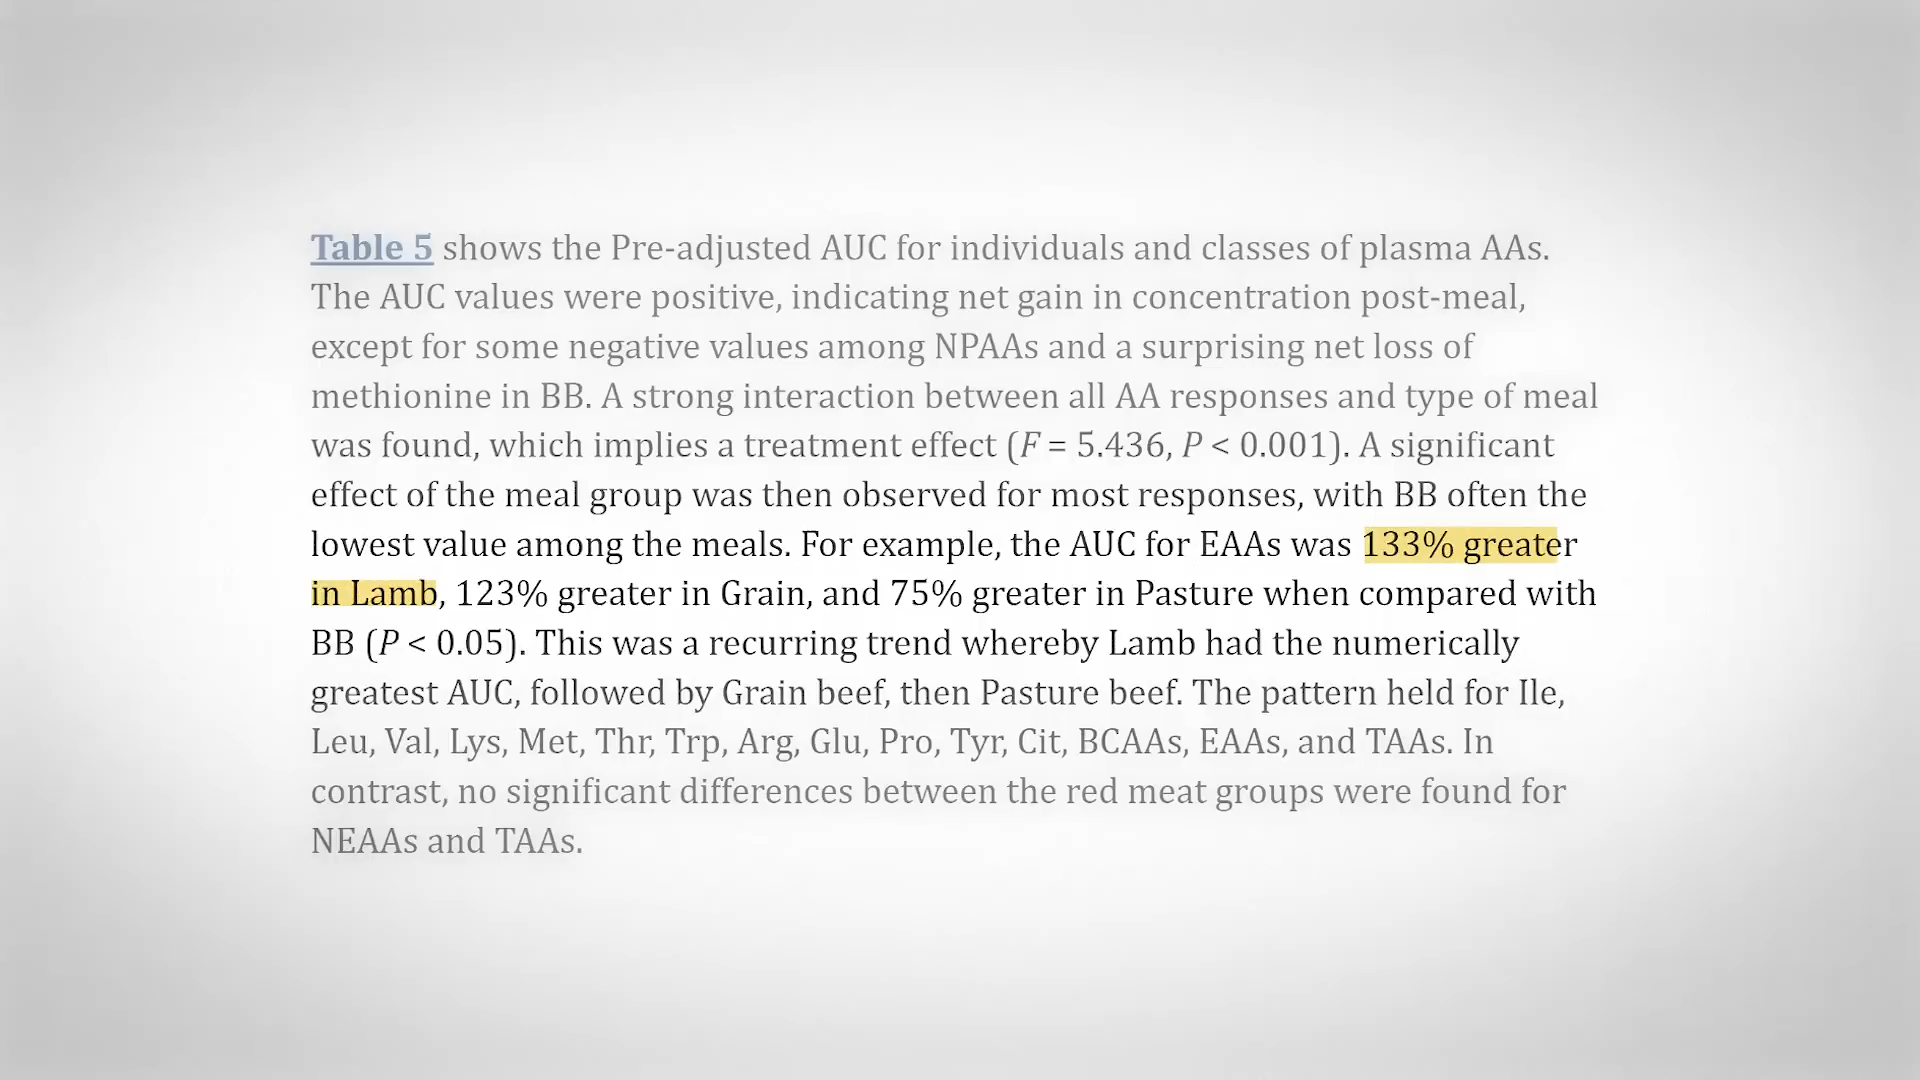 Table 5 shows the Pre-adjusted AUC for individuals and classes of plasma AAs.
The AUC values were positive, indicating net gain in concentration post-meal,
except for some negative values among NPAAs and a surprising net loss of
methionine in BB. A strong interaction between all AA responses and type of meal
was found, which implies a treatment effect (F = 5.436, P < 0.001). A significant
effect of the meal group was then observed for most responses, with BB often the
lowest value among the meals. For example, the AUC for EAAs was 133% greater
in Lamb, 123% greater in Grain, and 75% greater in Pasture when compared with
BB (P < 0.05). This was a recurring trend whereby Lamb had the numerically
greatest AUC, followed by Grain beef, then Pasture beef. The pattern held for Ile,
Leu, Val, Lys, Met, Thr, Trp, Arg, Glu, Pro, Tyr, Cit, BCAAs, EAAs, and TAAs. In
contrast, no significant differences between the red meat groups were found for
NEAAs and TAAs.